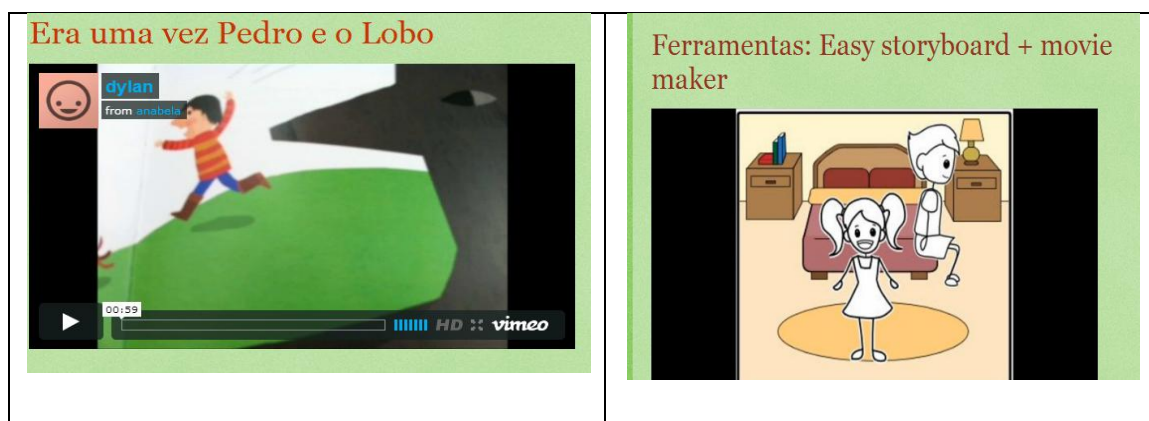 Era uma vez Pedro e o Lobo
dylan
from anabela
00:59
HD vimeo
Ferramentas: Easy storyboard + movie
maker